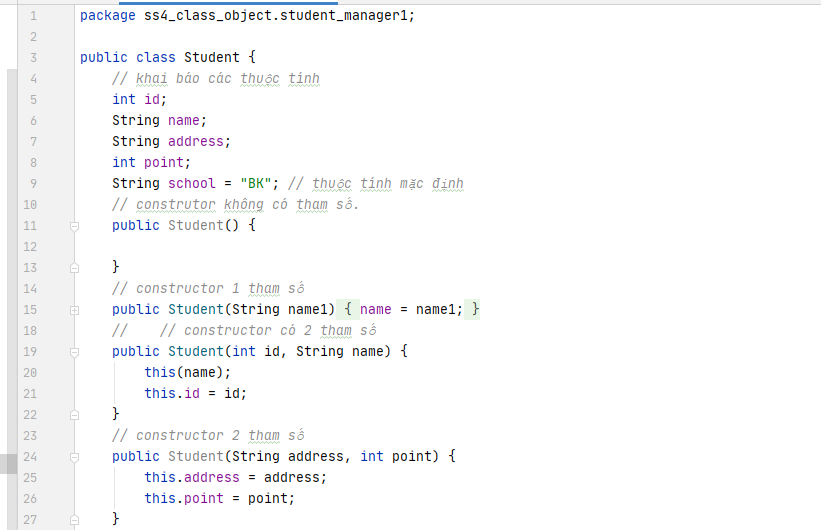 1 package ss4_class_object.student_manager1;
2
3 public class Student {
4 // khai báo các thuộc tính
5 int id;
6 String name;
7 String address;
8 int point;
9 String school = "BK"; // thuộc tính mặc định
10 // construtor không có tham số.
11 public Student() {
12
13 }
14 // constructor 1 tham số
15 public Student(String name1) { name = name1; }
18 //    // constructor có 2 tham số
19 public Student(int id, String name) {
20 this(name);
21 this.id = id;
22 }
23 // constructor 2 tham số
24 public Student(String address, int point) {
25 this.address = address;
26 this.point = point;
27 }